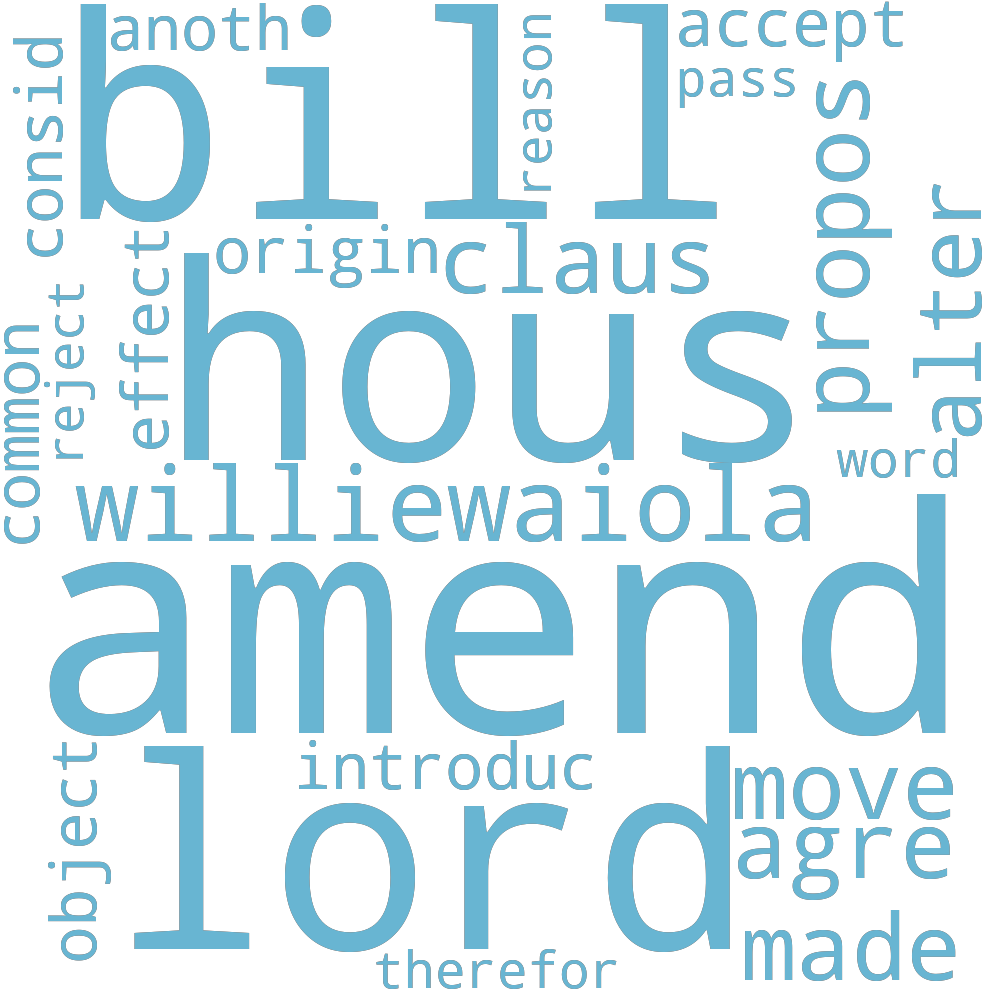 bill
anoth
reason
accept
pass
consid
propos
alter
origin
claus
effect
hous
reject
common
word
williewaiola
amend
object
introduc
lord
move
agre
made
therefor